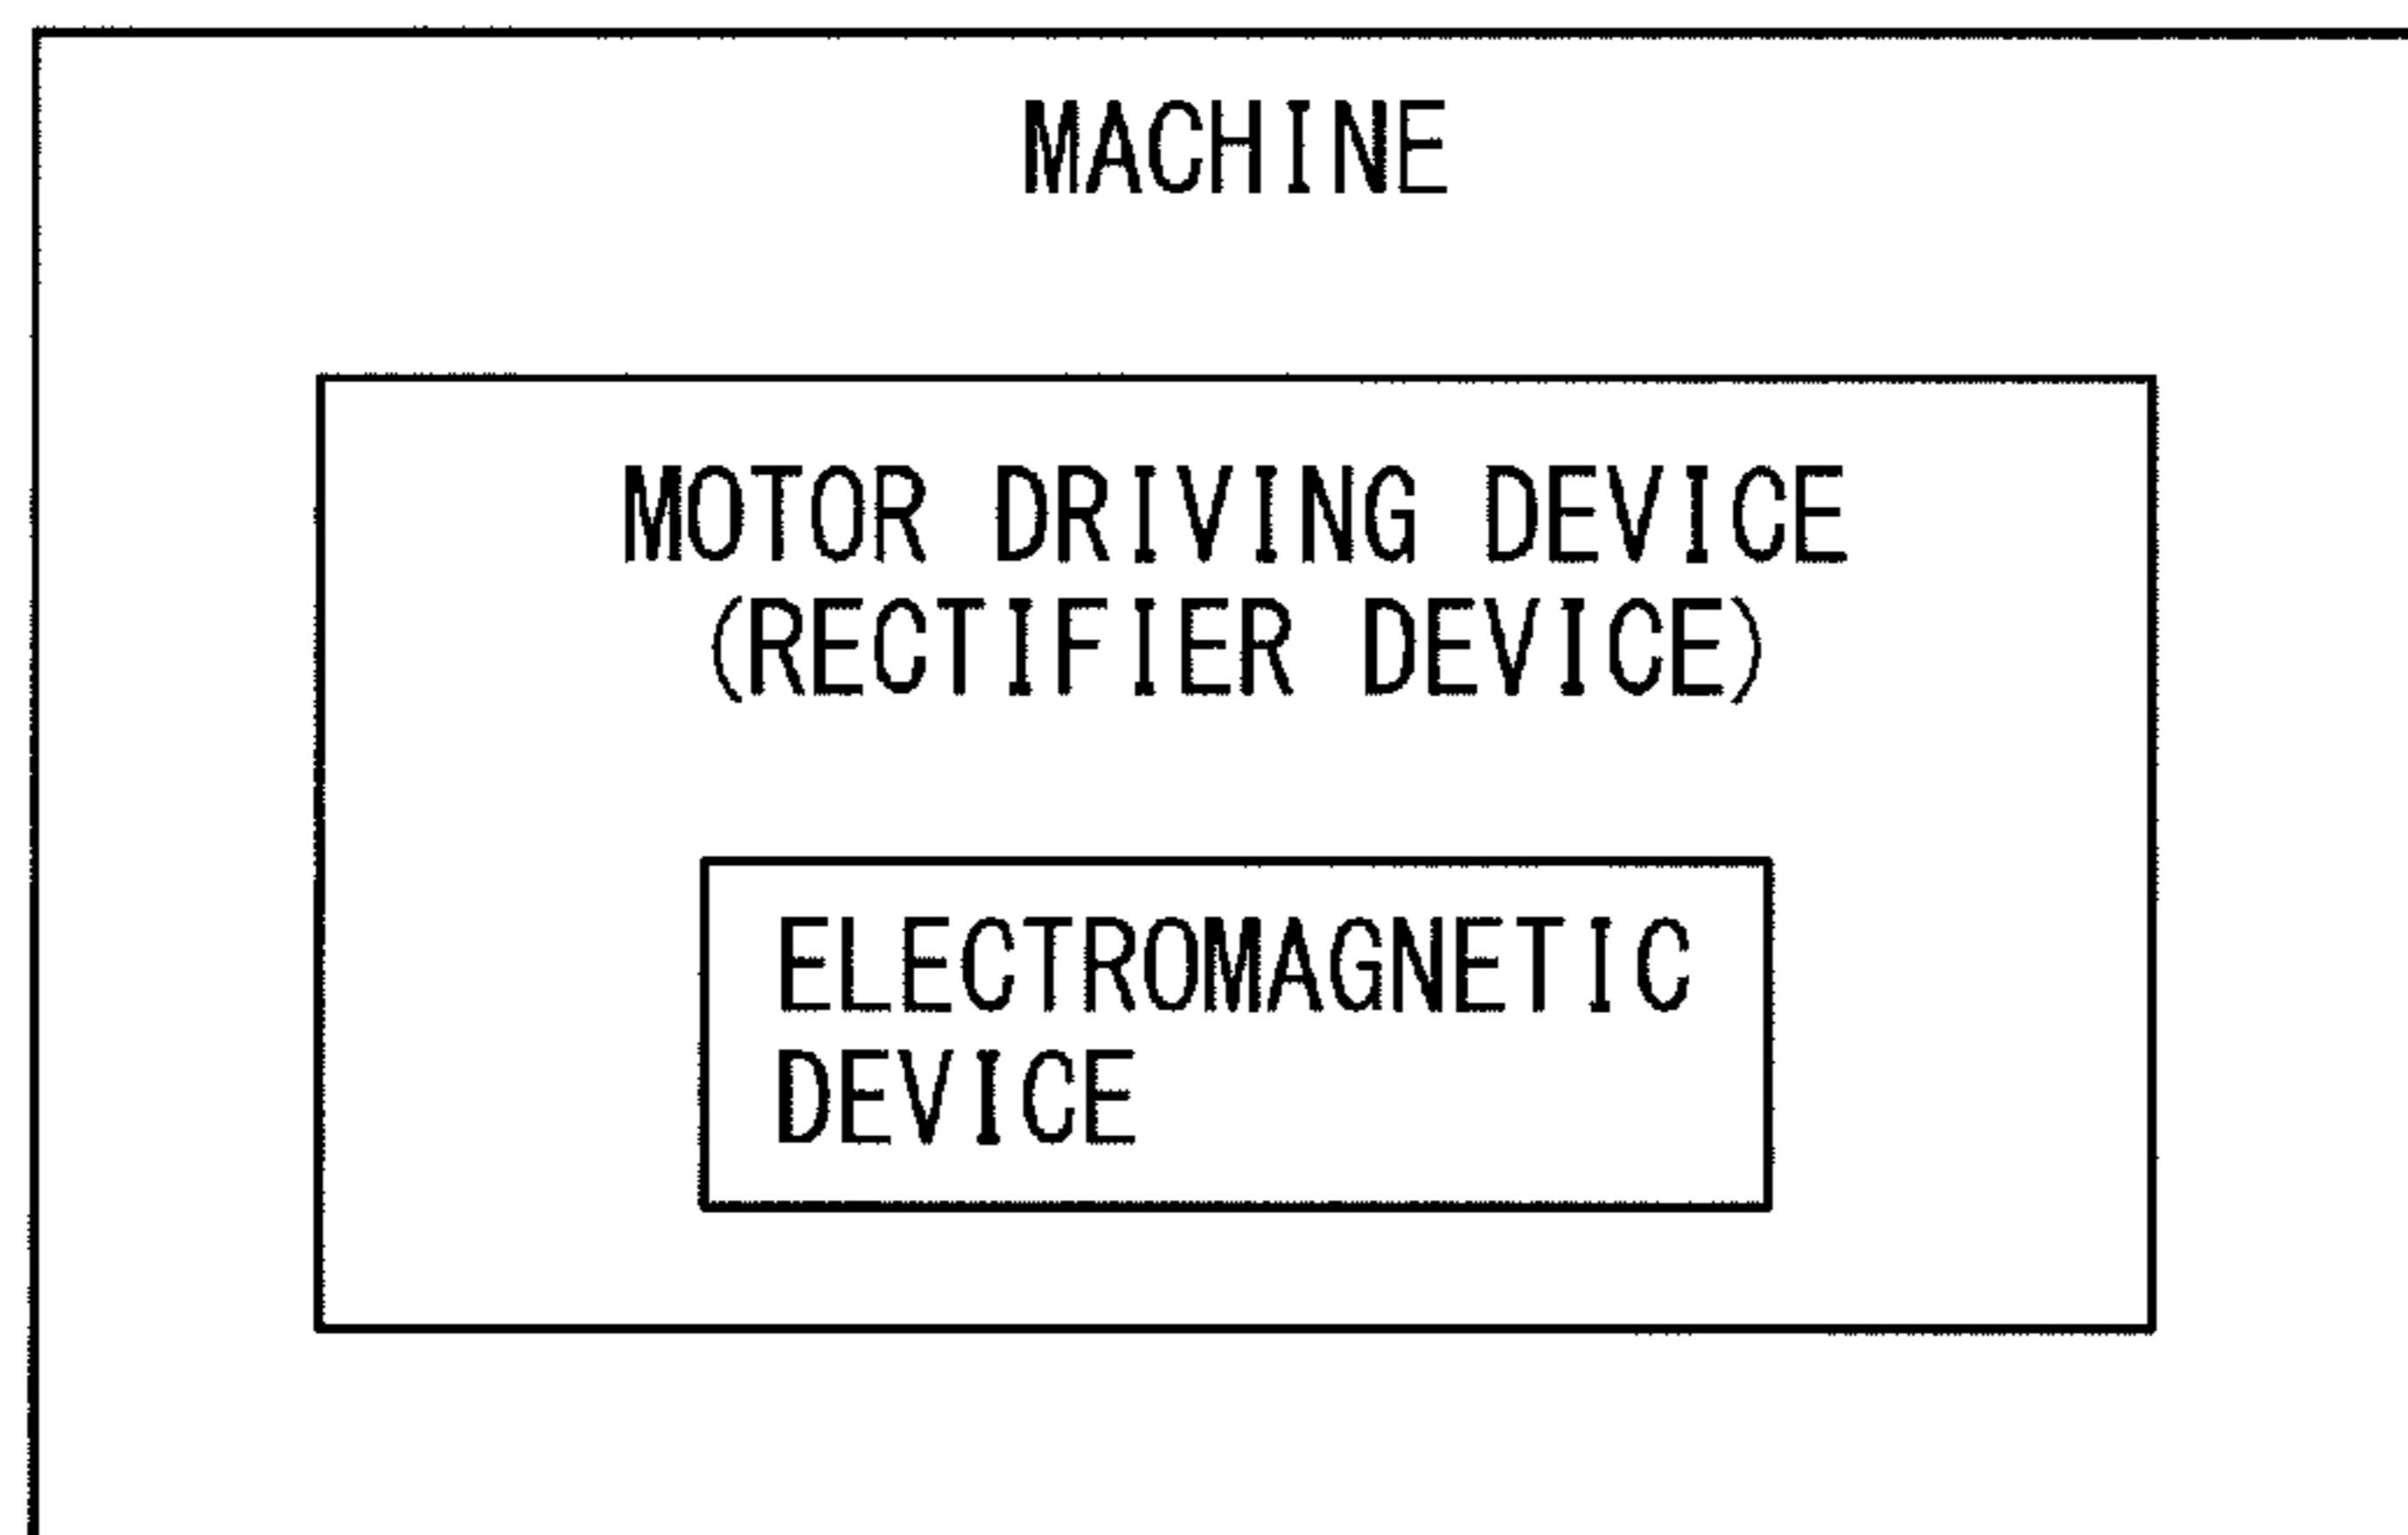 MACHINE
MOTOR DRIVING DEVICE
(RECTIFIER DEVICE)
ELECTROMAGNETIC
DEVICE